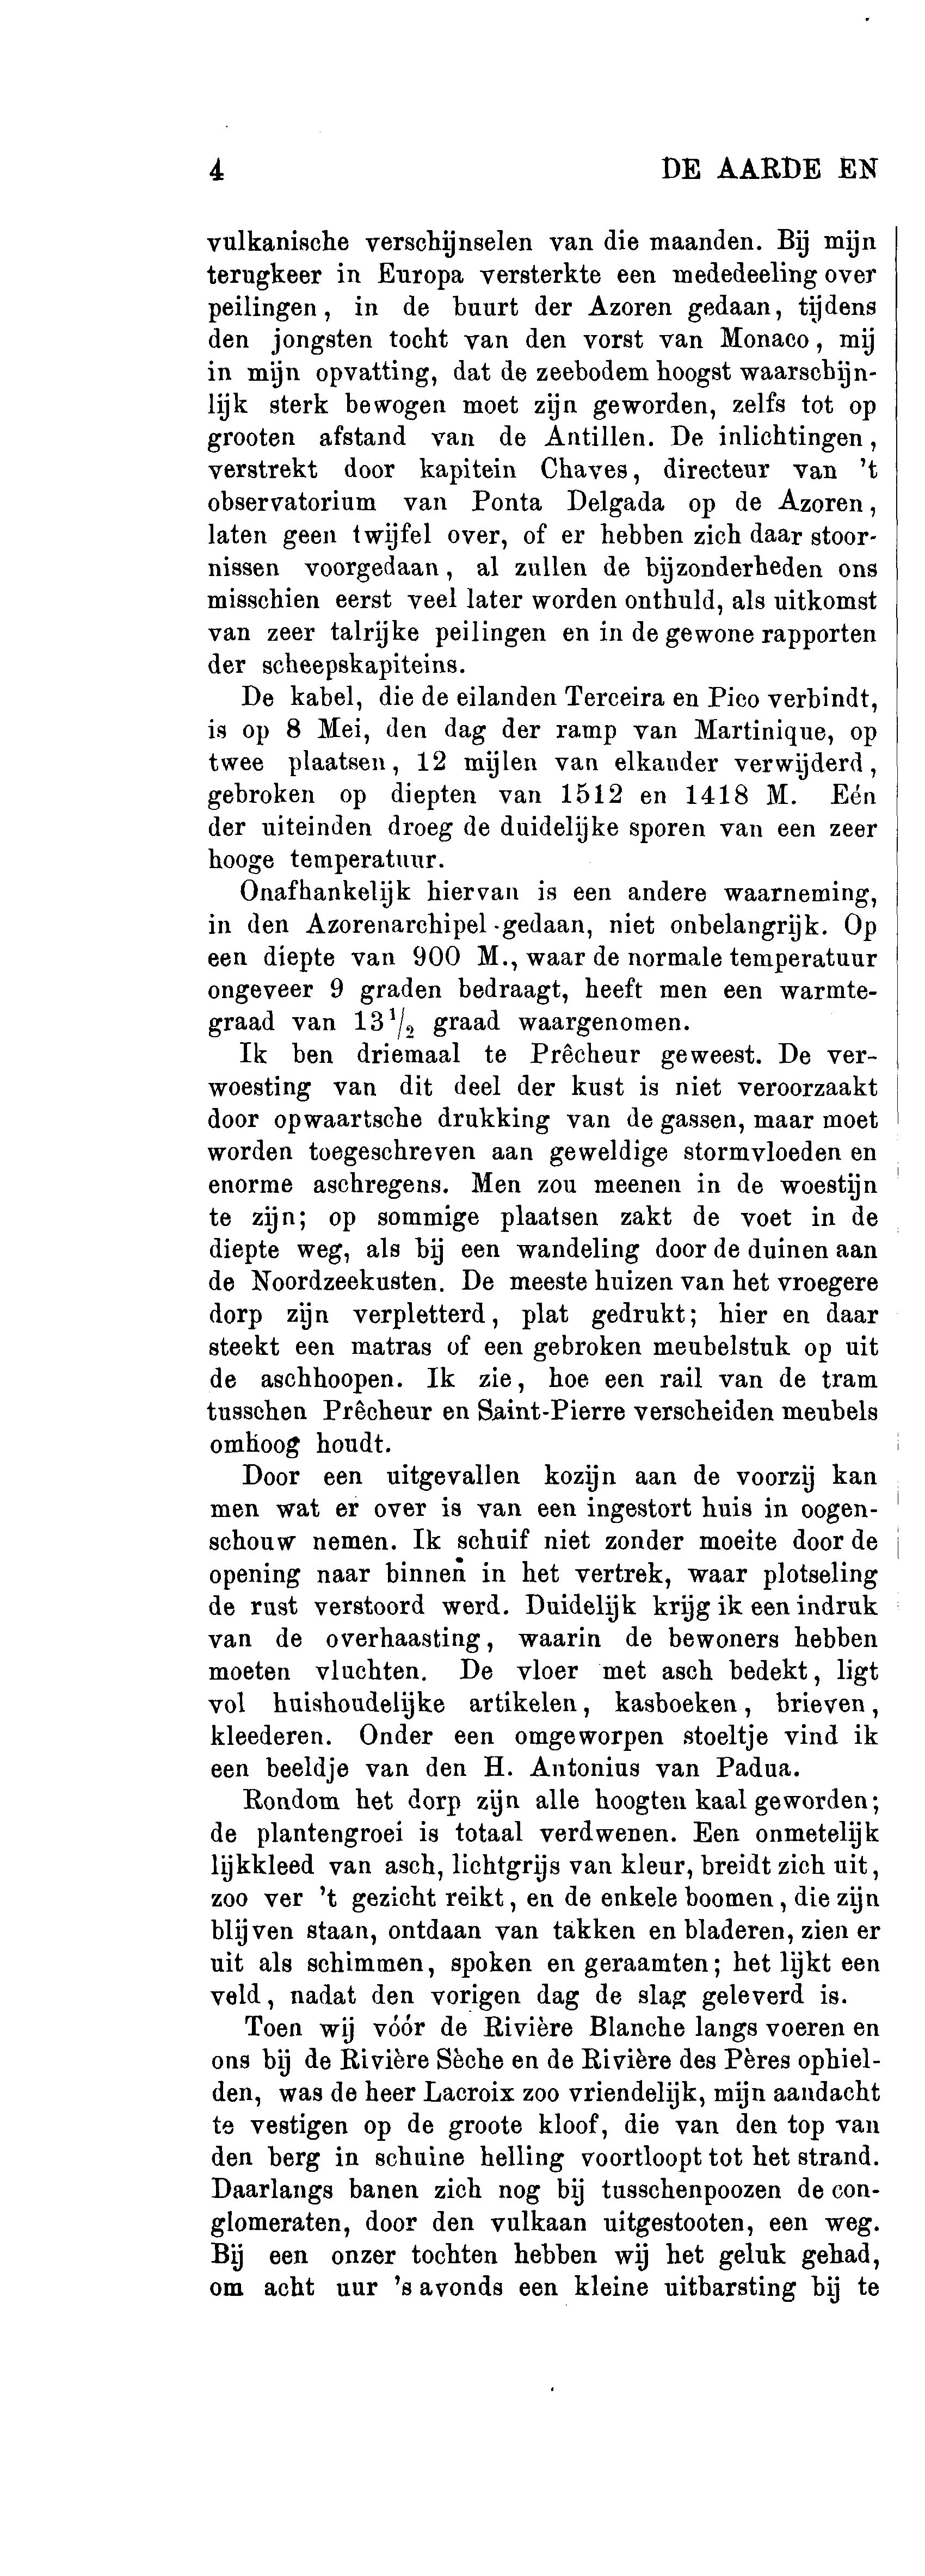 4 DE AARDE EN
vulkanische verschijnselen van die maanden. Bij mijn
terugkeer in Europa versterkte een mededeeling over
peilingen, in de buurt der Azoren gedaan, tijdens
den jongsten tocht van den vorst van Monaco, mij
in mijn opvatting, dat de zeebodem hoogst waarschijn-
lijk sterk bewogen moet zijn geworden, zelfs tot op
grooten afstand van de Antillen. De inlichtingen,
verstrekt door kapitein Chaves, directeur van 't
observatorium van Ponta Delgada op de Azoren,
laten geen twijfel over, of er hebben zich daar stoor-
nissen voorgedaan, al zullen de bijzonderheden ons
misschien eerst veel later worden onthuld, als uitkomst
van zeer talrijke peilingen en in de gewone rapporten
der scheepskapiteins.
De kabel, die de eilanden Terceira en Pico verbindt,
is op 8 Mei, den dag der ramp van Martinique, op
twee plaatsen, 12 mijlen van elkander verwijderd,
gebroken op diepten van 1512 en 1418 M. Eén
der uiteinden droeg de duidelijke sporen van een zeer
hooge temperatuur.
Onafhankelijk hiervan is een andere waarneming,
in den Azorenarchipel gedaan, niet onbelangrijk. Op
een diepte van 900 M., waar de normale temperatuur
ongeveer 9 graden bedraagt, heeft men een warmte-
graad van 13 1/2 graad waargenomen.
Ik ben driemaal te Prêcheur geweest. De ver-
woesting van dit deel der kust is niet veroorzaakt
door opwaartsche drukking van de gassen, maar moet
worden toegeschreven aan geweldige stormvloeden en
enorme aschregens. Men zou meenen in de woestijn
te zijn; op sommige plaatsen zakt de voet in de
diepte weg, als bij een wandeling door de duinen aan
de Noordzeekusten. De meeste huizen van het vroegere
dorp zijn verpletterd, plat gedrukt; hier en daar
steekt een matras of een gebroken meubelstuk op uit
de aschhoopen. Ik zie, hoe een rail van de tram
tusschen Prêcheur en Saint-Pierre verscheiden meubels
omhoog houdt.
Door een uitgevallen kozijn aan de voorzij kan
men wat er over is van een ingestort huis in oogen-
schouw nemen. Ik schuif niet zonder moeite door de
opening naar binnen in het vertrek, waar plotseling
de rust verstoord werd. Duidelijk krijg ik een indruk
van de overhaasting, waarin de bewoners hebben
moeten vluchten. De vloer met asch bedekt, ligt
vol huishoudelijke artikelen, kasboeken, brieven,
kleederen. Onder een omgeworpen stoeltje vind ik
een beeldje van den H. Antonius van Padua.
Rondom het dorp zijn alle hoogten kaal geworden;
de plantengroei is totaal verdwenen. Een onmetelijk
lijkkleed van asch, lichtgrijs van kleur, breidt zich uit,
zoo ver 't gezicht reikt, en de enkele boomen, die zijn
blijven staan, ontdaan van takken en bladeren, zien er
uit als schimmen, spoken en geraamten; het lijkt een
veld, nadat den vorigen dag de slag geleverd is.
Toen wij vóór de Rivière Blanche langs voeren en
ons bij de Rivière Sèche en de Rivière des Pères ophiel-
den, was de heer Lacroix zoo vriendelijk, mijn aandacht
te vestigen op de groote kloof, die van den top van
den berg in schuine helling voortloopt tot het strand.
Daarlangs banen zich nog bij tusschenpoozen de con-
glomeraten, door den vulkaan uitgestooten, een weg.
Bij een onzer tochten hebben wij het geluk gehad,
om acht uur 's avonds een kleine uitbarsting bij te